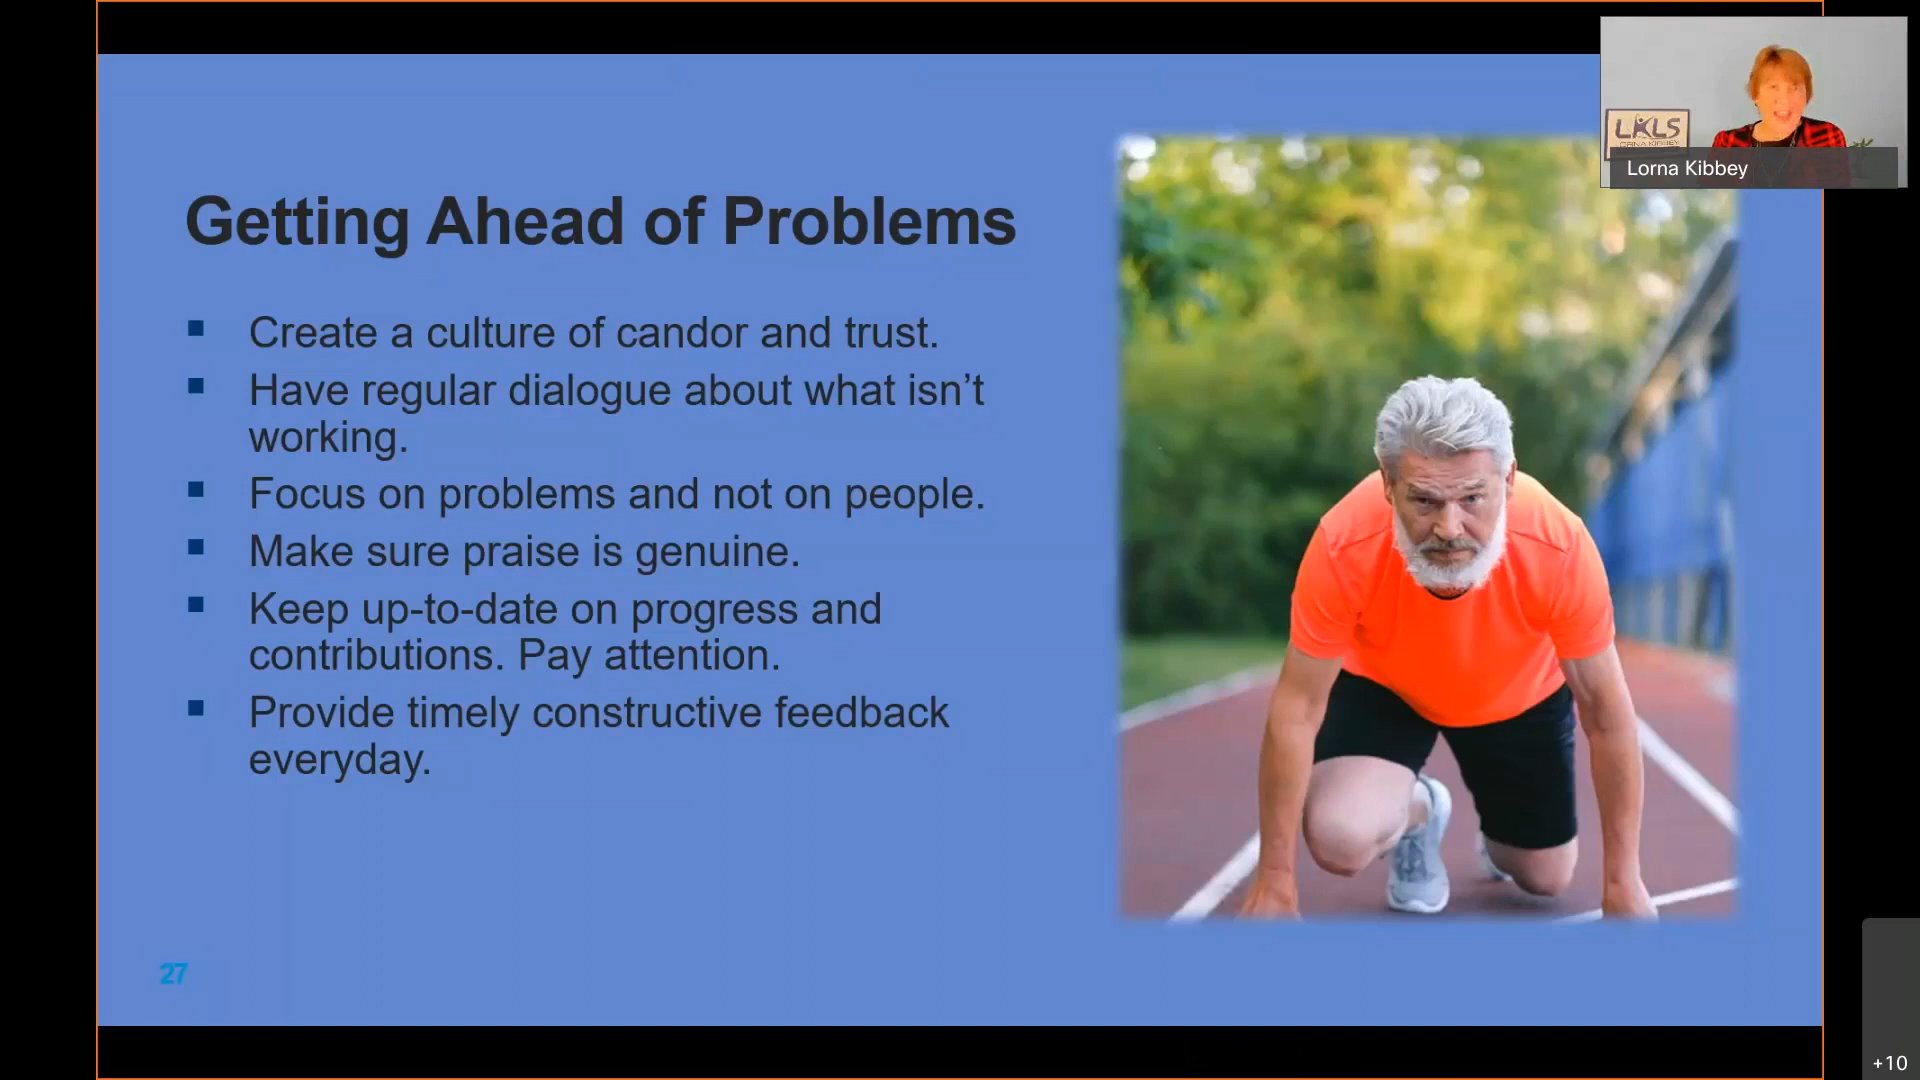 LKLS
LORNA KIBBEY
Lorna Kibbey
Getting Ahead of Problems
Create a culture of candor and trust.
Have regular dialogue about what isn’t
working.
Focus on problems and not on people.
Make sure praise is genuine.
Keep up-to-date on progress and
contributions. Pay attention.
Provide timely constructive feedback
everyday.
27
+10